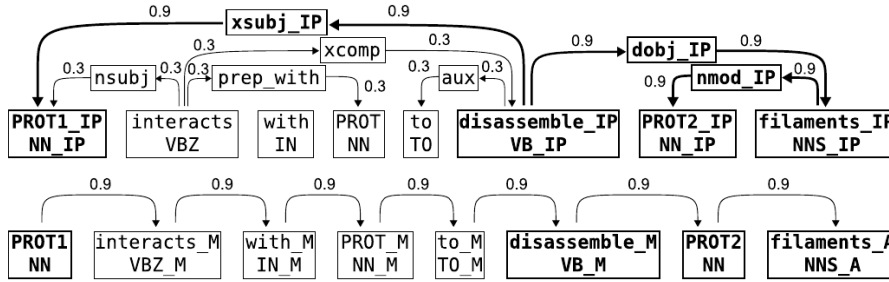 xsubj_IP
0.9 0.9
xcomp
0.3 0.3
dobj_IP
0.9 0.9
nsubj
0.3 0.3
prep_with
0.3 0.3
aux
0.3 0.3
nmod_IP
0.9 0.9
PROT1_IP interacts with PROT to disassemble_IP PROT2_IP filaments_IP
NN_IP VBZ IN NN TO VB_IP NN_IP NNS_IP
0.9 0.9 0.9 0.9 0.9 0.9 0.9
PROT1 interacts_M with_M PROT_M to_M disassemble_M PROT2 filaments_A
NN VBZ_M IN_M NN_M TO_M VB_M NN NNS_A